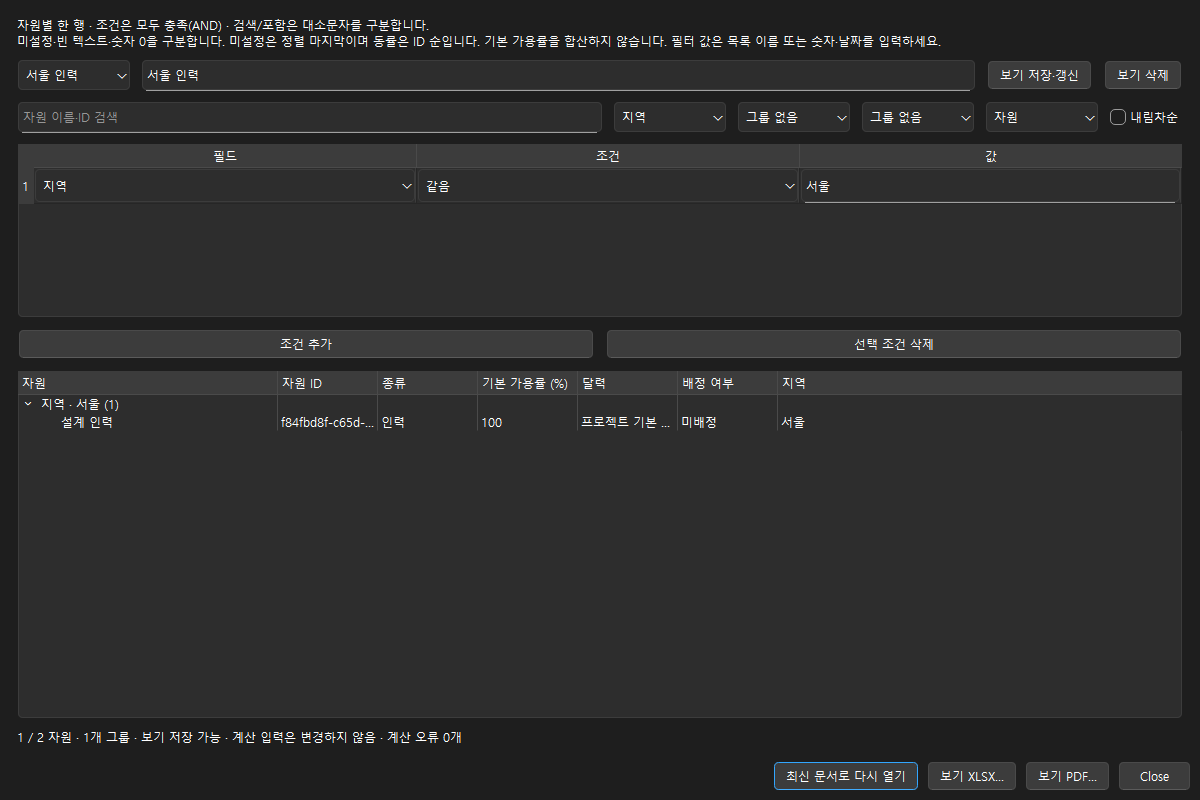 자원별 한 행 · 조건은 모두 충족(AND) · 검색/포함은 대소문자를 구분합니다.
미설정·빈 텍스트·숫자 0을 구분합니다. 미설정은 정렬 마지막이며 동률은 ID 순입니다. 기본 가용률을 합산하지 않습니다. 필터 값은 목록 이름 또는 숫자·날짜를 입력하세요.
서울 인력 서울 인력 보기 저장·갱신 보기 삭제
자원 이름·ID 검색 지역 그룹 없음 그룹 없음 자원 내림차순
필드 조건 값
1 지역 같음 서울
조건 추가 선택 조건 삭제
자원 자원 ID 종류 기본 가용률 (%) 달력 배정 여부 지역
지역 · 서울 (1)
설계 인력 f84fbd8f-c65d-... 인력 100 프로젝트 기본 ... 미배정 서울
1 / 2 자원 · 1개 그룹 · 보기 저장 가능 · 계산 입력은 변경하지 않음 · 계산 오류 0개
최신 문서로 다시 열기 보기 XLSX... 보기 PDF... Close